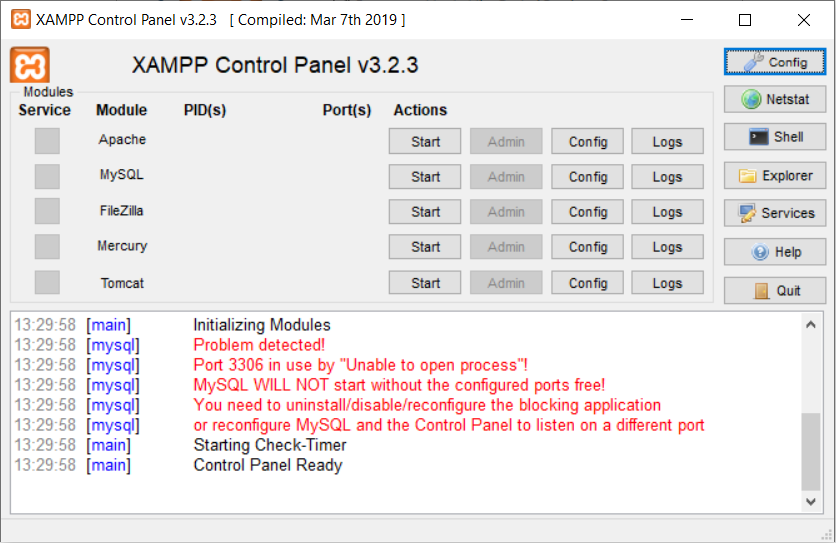 XAMPP Control Panel v3.2.3   [ Compiled: Mar 7th 2019 ]
XAMPP Control Panel v3.2.3
Config
Modules
Service Module PID(s) Port(s) Actions
Netstat
Apache Start Admin Config Logs
Shell
MySQL Start Admin Config Logs
Explorer
FileZilla Start Admin Config Logs
Services
Mercury Start Admin Config Logs
Help
Tomcat Start Admin Config Logs
Quit
13:29:58 [main] Initializing Modules
13:29:58 [mysql] Problem detected!
13:29:58 [mysql] Port 3306 in use by "Unable to open process"!
13:29:58 [mysql] MySQL WILL NOT start without the configured ports free!
13:29:58 [mysql] You need to uninstall/disable/reconfigure the blocking application
13:29:58 [mysql] or reconfigure MySQL and the Control Panel to listen on a different port
13:29:58 [main] Starting Check-Timer
13:29:58 [main] Control Panel Ready